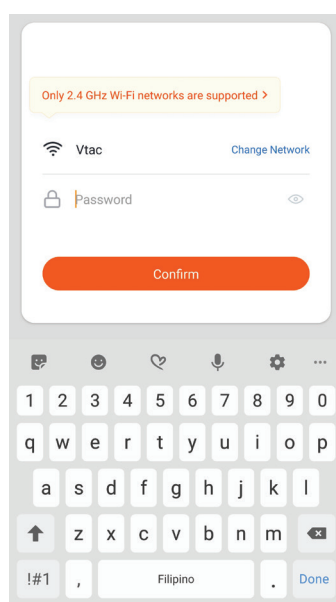 Only 2.4 GHz Wi-Fi networks are supported >
Vtac Change Network
Password
Confirm
1 2 3 4 5 6 7 8 9 0
q w e r t y u i o p
a s d f g h j k l
z x c v b n m
!#1 , Filipino . Done